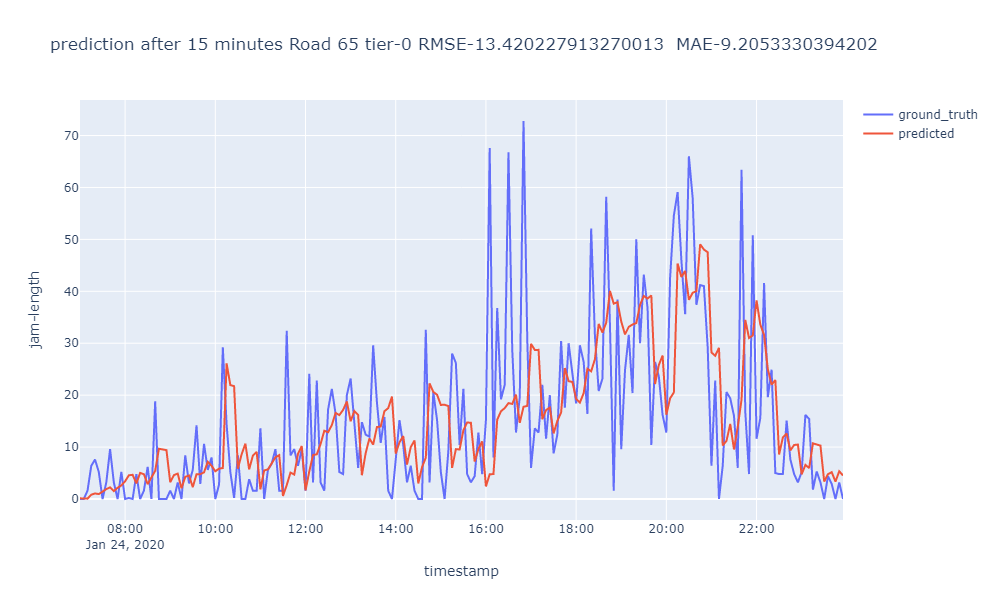 prediction after 15 minutes Road 65 tier-0 RMSE-13.420227913270013  MAE-9.2053330394202
ground_truth
predicted
70
60
50
40
30
20
10
0
jam-length
08:00 10:00 12:00 14:00 16:00 18:00 20:00 22:00
Jan 24, 2020
timestamp